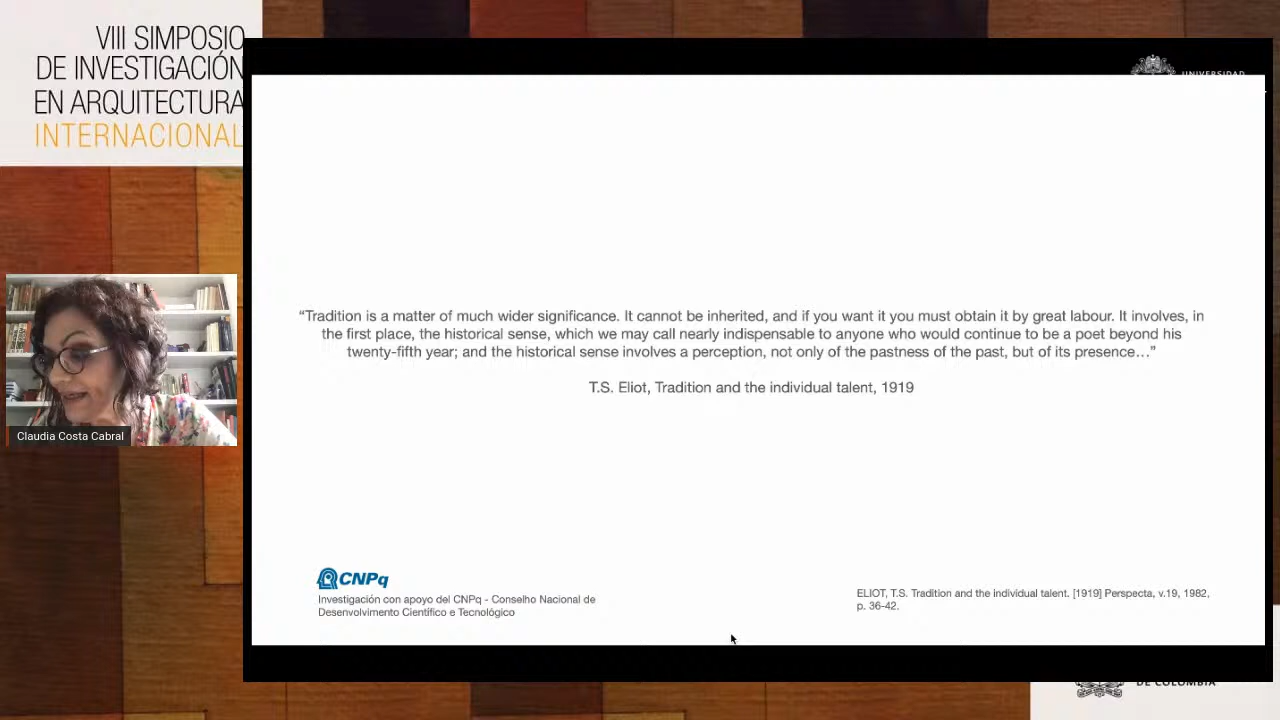 VIII SIMPOSIO
DE INVESTIGACIÓN
EN ARQUITECTURA
INTERNACIONAL
UNIVERSIDAD
“Tradition is a matter of much wider significance. It cannot be inherited, and if you want it you must obtain it by great labour. It involves, in
the first place, the historical sense, which we may call nearly indispensable to anyone who would continue to be a poet beyond his
twenty-fifth year; and the historical sense involves a perception, not only of the pastness of the past, but of its presence…”
T.S. Eliot, Tradition and the individual talent, 1919
Claudia Costa Cabral
CNPq
Investigación con apoyo del CNPq - Conselho Nacional de
Desenvolvimento Científico e Tecnológico
ELIOT, T.S. Tradition and the individual talent. [1919] Perspecta, v.19, 1982,
p. 36-42.
DE COLOMBIA